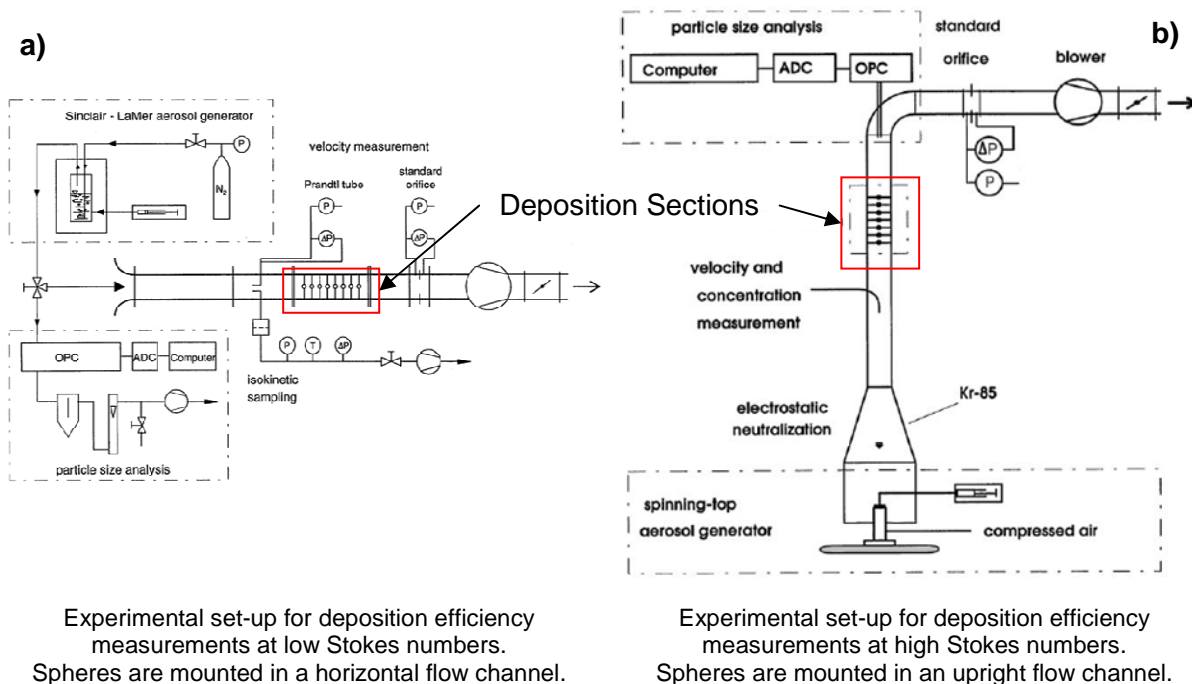 a)
Sinclair - LaMer aerosol generator
P
N2
velocity measurement
Prandtl tube
standard
orifice
P
P
ΔP
ΔP
OPC
ADC
Computer
P
T
ΔP
isokinetic
sampling
particle size analysis
Deposition Sections
b)
particle size analysis
standard
orifice
blower
Computer
ADC
OPC
ΔP
P
velocity and
concentration
measurement
Kr-85
electrostatic
neutralization
spinning-top
aerosol generator
compressed air
Experimental set-up for deposition efficiency
measurements at low Stokes numbers.
Spheres are mounted in a horizontal flow channel.
Experimental set-up for deposition efficiency
measurements at high Stokes numbers.
Spheres are mounted in an upright flow channel.